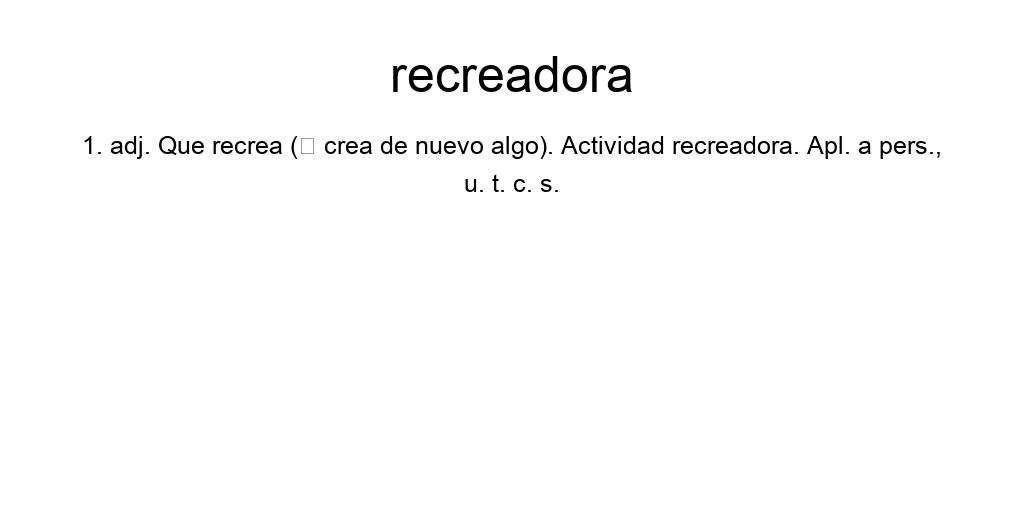 recreadora
1. adj. Que recrea (□ crea de nuevo algo). Actividad recreadora. Apl. a pers.,
u. t. c. s.